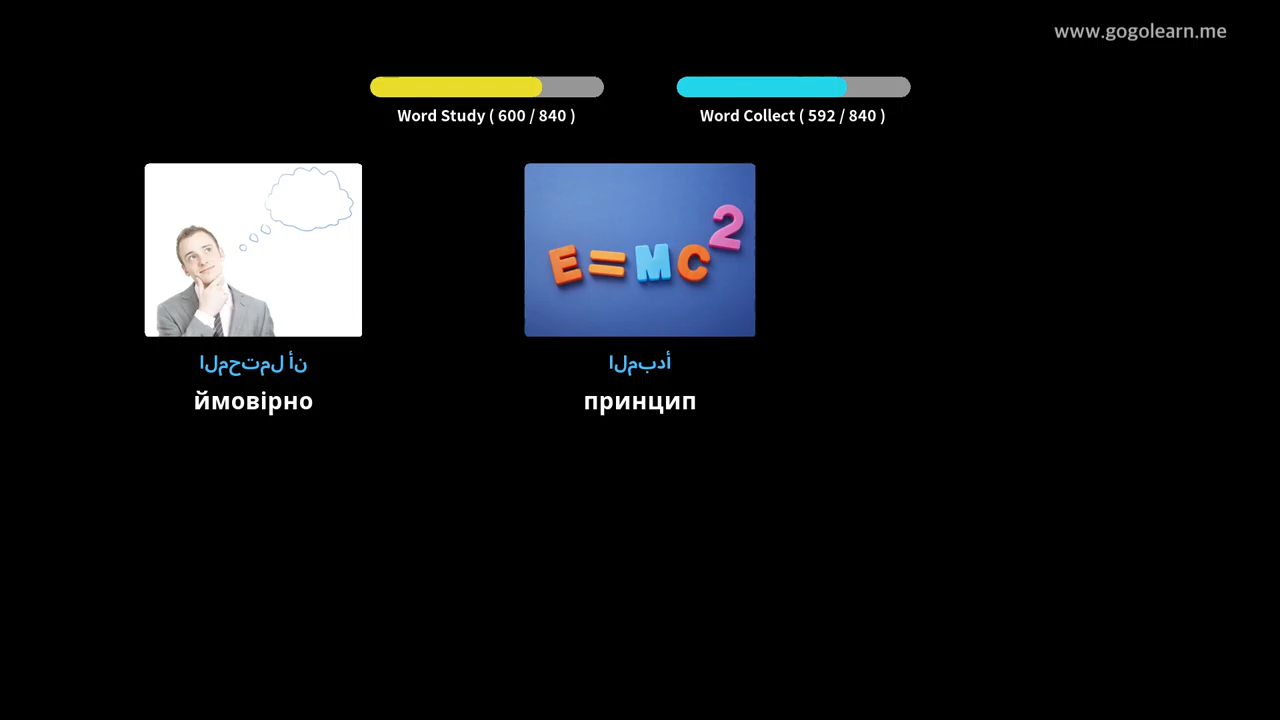 www.gogolearn.me
Word Study ( 600 / 840 )
Word Collect ( 592 / 840 )
E=MC2
المحتمل أن
ймовірно
المبدأ
принцип